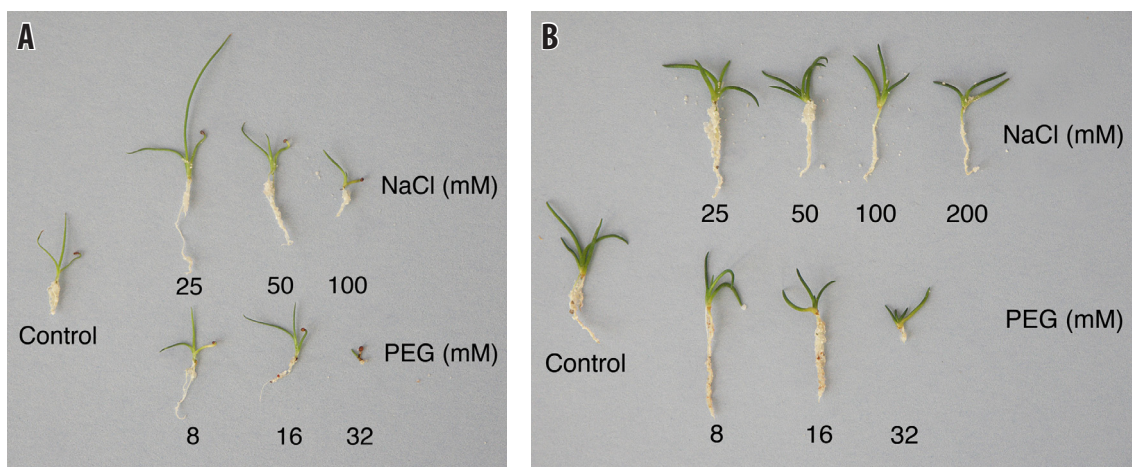 A
NaCl (mM)
25 50 100
Control
PEG (mM)
8 16 32
B
NaCl (mM)
25 50 100 200
PEG (mM)
Control
8 16 32